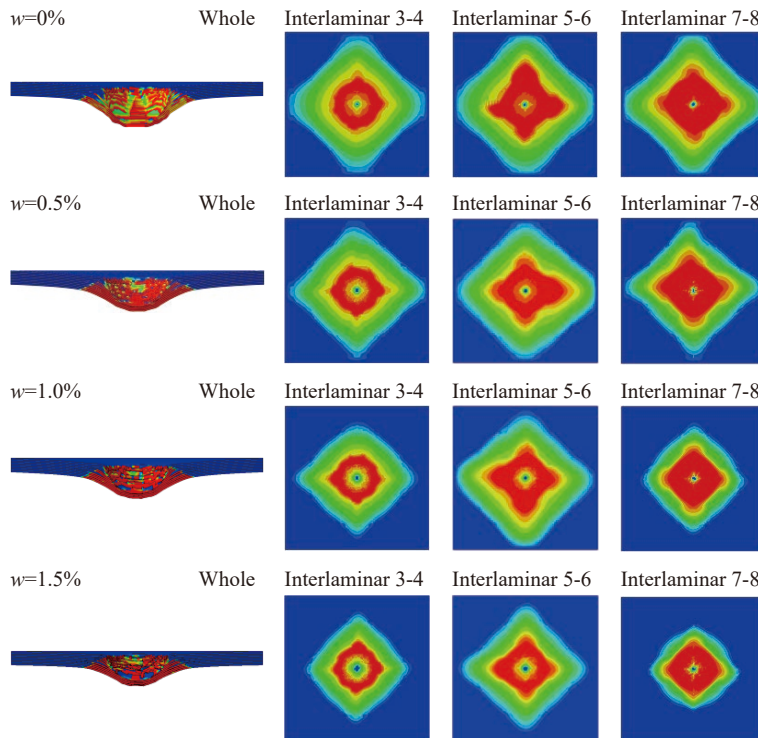 w=0% Whole Interlaminar 3-4 Interlaminar 5-6 Interlaminar 7-8
w=0.5% Whole Interlaminar 3-4 Interlaminar 5-6 Interlaminar 7-8
w=1.0% Whole Interlaminar 3-4 Interlaminar 5-6 Interlaminar 7-8
w=1.5% Whole Interlaminar 3-4 Interlaminar 5-6 Interlaminar 7-8